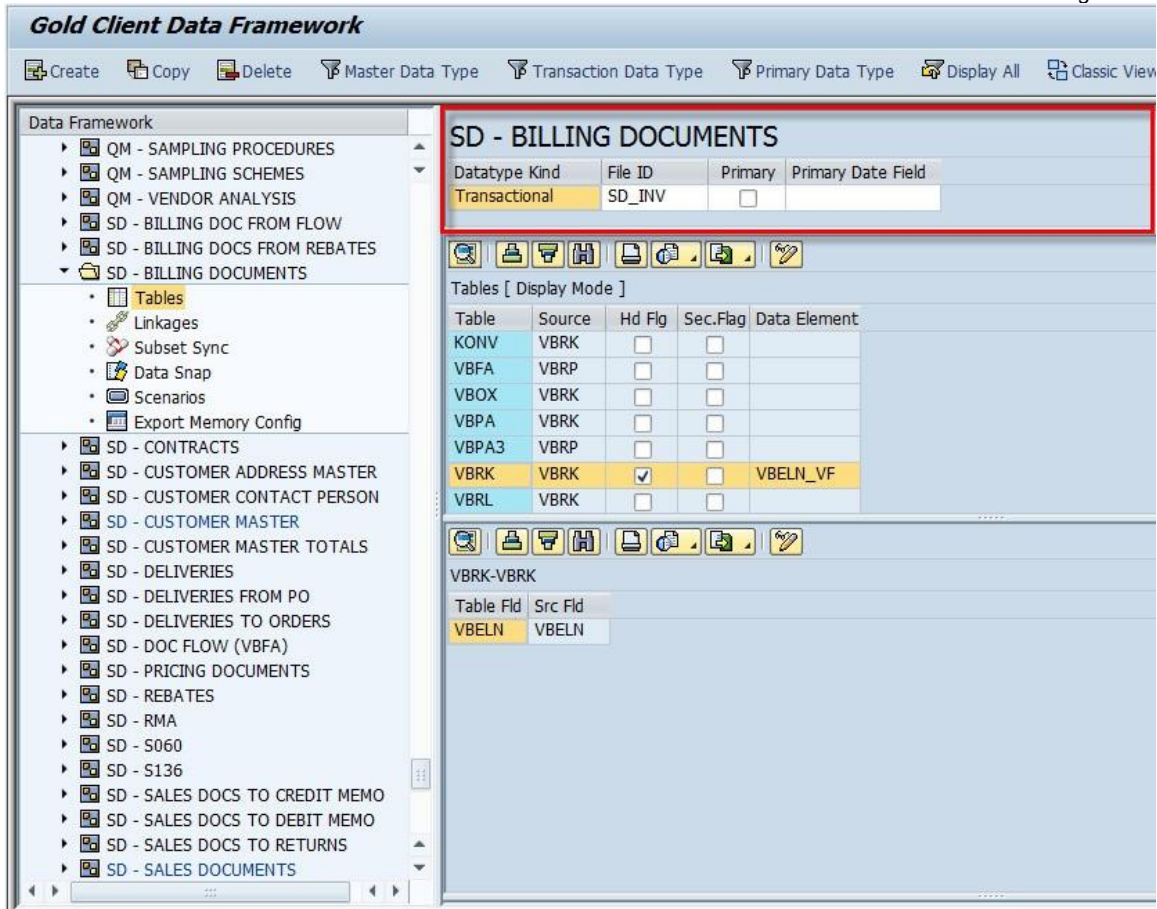 Gold Client Data Framework
Create Copy Delete Master Data Type Transaction Data Type Primary Data Type Display All Classic View
Data Framework
QM - SAMPLING PROCEDURES
QM - SAMPLING SCHEMES
QM - VENDOR ANALYSIS
SD - BILLING DOC FROM FLOW
SD - BILLING DOCS FROM REBATES
SD - BILLING DOCUMENTS
Tables
Linkages
Subset Sync
Data Snap
Scenarios
Export Memory Config
SD - CONTRACTS
SD - CUSTOMER ADDRESS MASTER
SD - CUSTOMER CONTACT PERSON
SD - CUSTOMER MASTER
SD - CUSTOMER MASTER TOTALS
SD - DELIVERIES
SD - DELIVERIES FROM PO
SD - DELIVERIES TO ORDERS
SD - DOC FLOW (VBFA)
SD - PRICING DOCUMENTS
SD - REBATES
SD - RMA
SD - S060
SD - S136
SD - SALES DOCS TO CREDIT MEMO
SD - SALES DOCS TO DEBIT MEMO
SD - SALES DOCS TO RETURNS
SD - SALES DOCUMENTS
SD - BILLING DOCUMENTS
Datatype Kind File ID Primary Primary Date Field
Transactional SD_INV
Tables [ Display Mode ]
Table Source Hd Flg Sec.Flag Data Element
KONV VBRK
VBFA VBRP
VBOX VBRK
VBPA VBRK
VBPA3 VBRP
VBRK VBRK VBELN_VF
VBRL VBRK
VBRK-VBRK
Table Fld Src Fld
VBELN VBELN